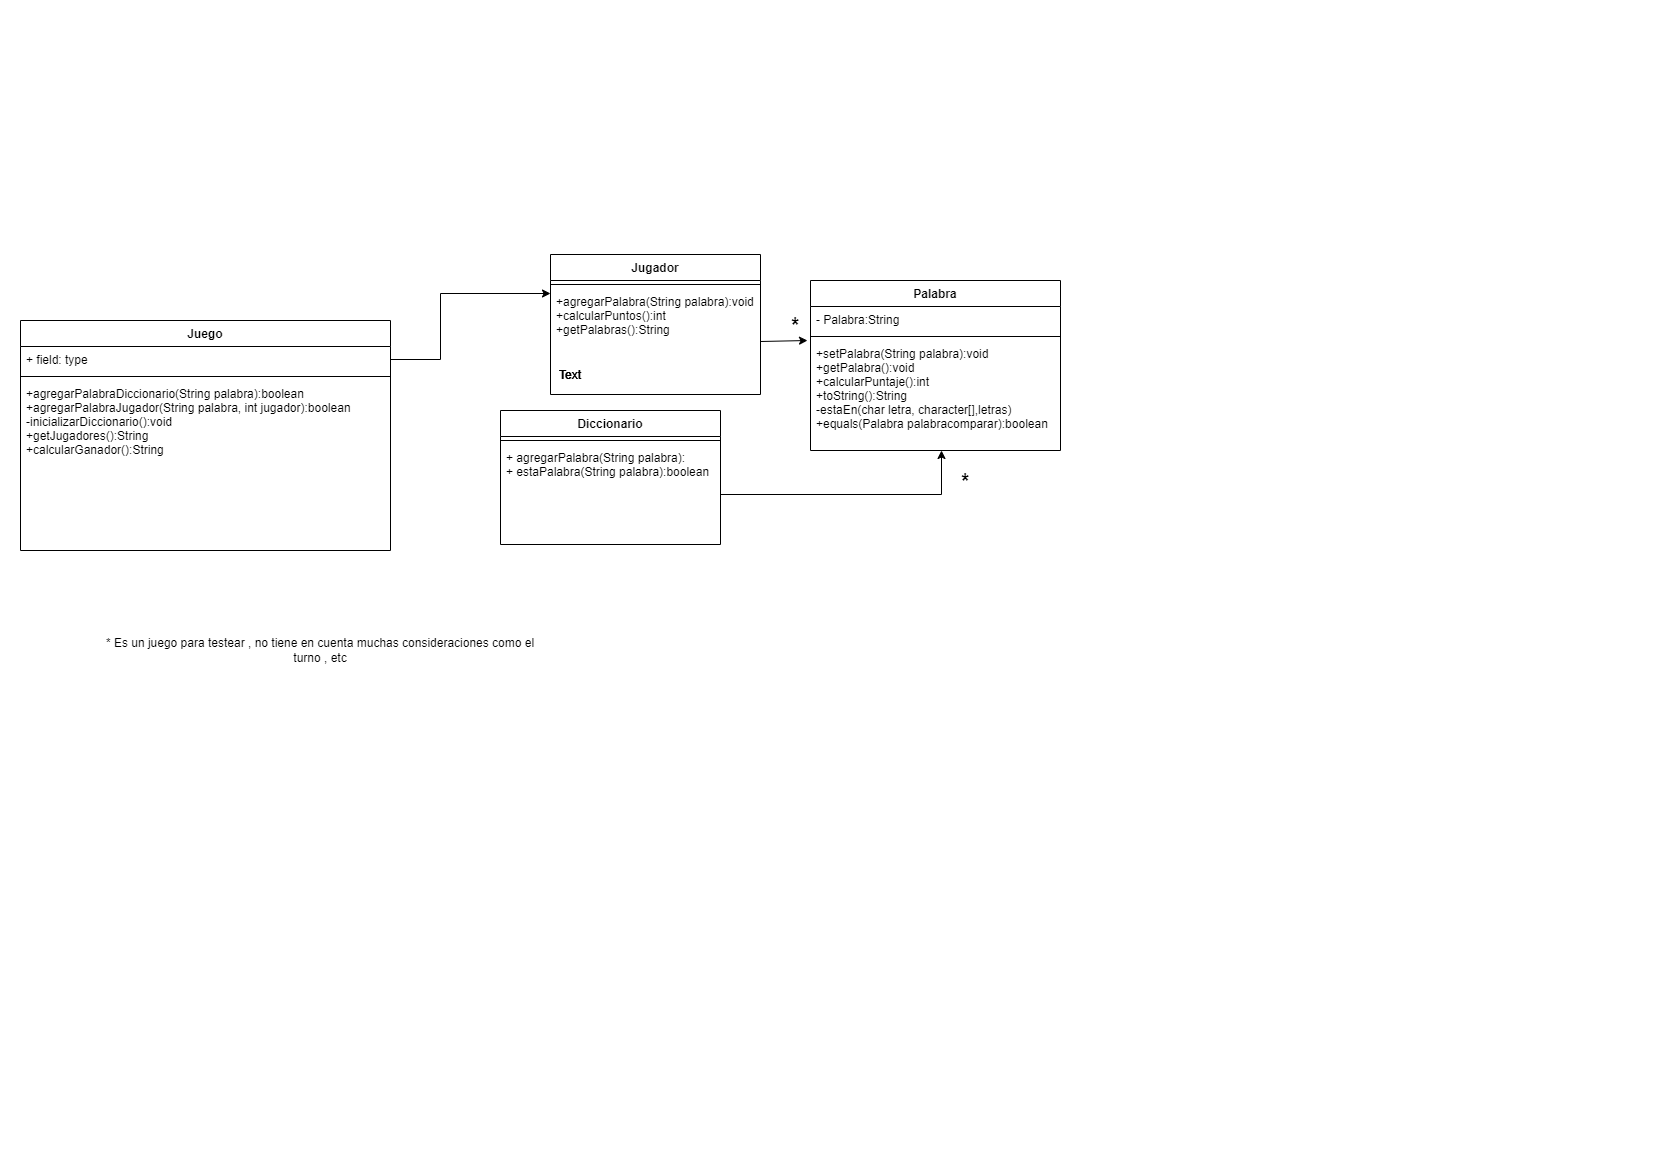 Juego
+ field: type
+agregarPalabraDiccionario(String palabra):boolean
+agregarPalabraJugador(String palabra, int jugador):boolean
-inicializarDiccionario():void
+getJugadores():String
+calcularGanador():String
Jugador
+agregarPalabra(String palabra):void
+calcularPuntos():int
+getPalabras():String
Text
*
Palabra
- Palabra:String
+setPalabra(String palabra):void
+getPalabra():void
+calcularPuntaje():int
+toString():String
-estaEn(char letra, character[],letras)
+equals(Palabra palabracomparar):boolean
Diccionario
+ agregarPalabra(String palabra):
+ estaPalabra(String palabra):boolean
*
* Es un juego para testear , no tiene en cuenta muchas consideraciones como el
turno , etc